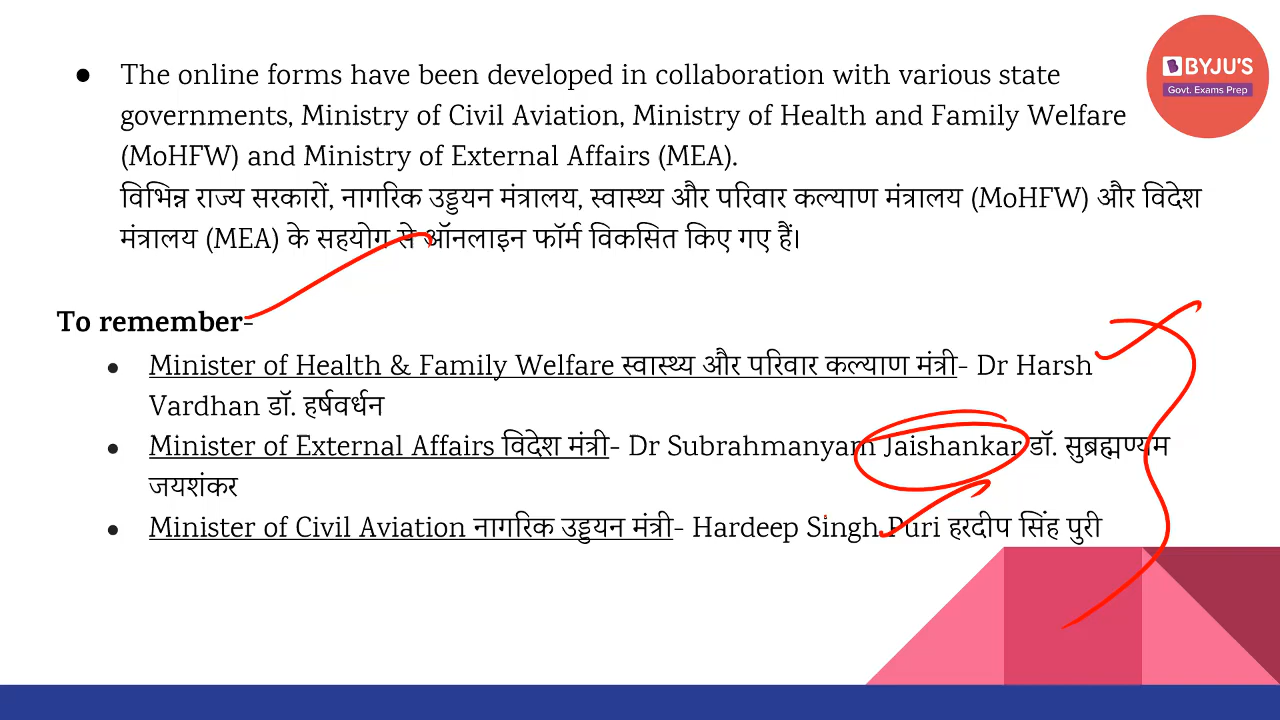 BYJU'S
Govt. Exams Prep
● The online forms have been developed in collaboration with various state
governments, Ministry of Civil Aviation, Ministry of Health and Family Welfare
(MoHFW) and Ministry of External Affairs (MEA).
विभिन्न राज्य सरकारों, नागरिक उड्डयन मंत्रालय, स्वास्थ्य और परिवार कल्याण मंत्रालय (MoHFW) और विदेश
मंत्रालय (MEA) के सहयोग से ऑनलाइन फॉर्म विकसित किए गए हैं।
To remember-
● Minister of Health & Family Welfare स्वास्थ्य और परिवार कल्याण मंत्री- Dr Harsh
Vardhan डॉ. हर्षवर्धन
● Minister of External Affairs विदेश मंत्री- Dr Subrahmanyam Jaishankar डॉ. सुब्रह्मण्यम
जयशंकर
● Minister of Civil Aviation नागरिक उड्डयन मंत्री- Hardeep Singh Puri हरदीप सिंह पुरी